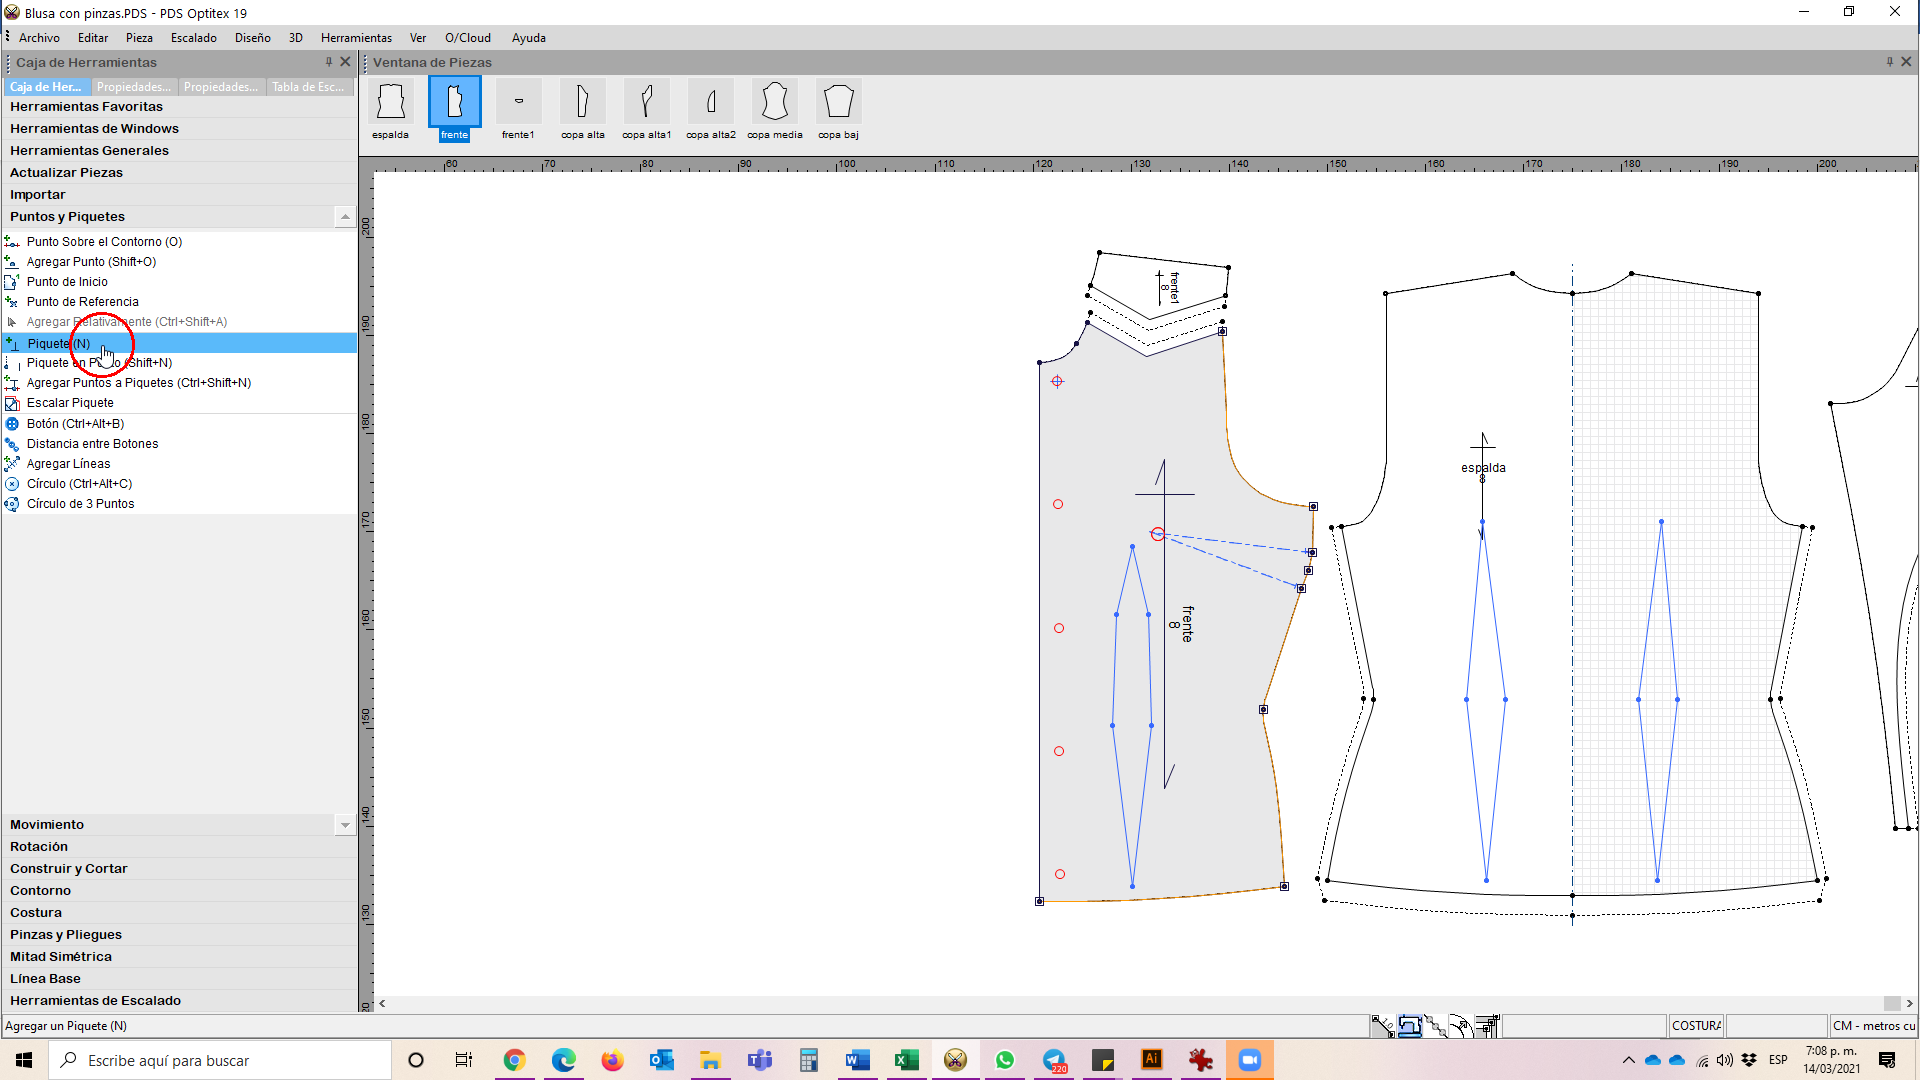 Blusa con pinzas.PDS - PDS Optitex 19
Archivo Editar Pieza Escalado Diseño 3D Herramientas Ver O/Cloud Ayuda
Caja de Herramientas
Ventana de Piezas
Caja de Her... Propiedades... Propiedades... Tabla de Esc...
Herramientas Favoritas
Herramientas de Windows
Herramientas Generales
Actualizar Piezas
Importar
Puntos y Piquetes
Punto Sobre el Contorno (O)
Agregar Punto (Shift+O)
Punto de Inicio
Punto de Referencia
Agregar Relativamente (Ctrl+Shift+A)
Piquete (N)
Piquete en Punto (Shift+N)
Agregar Puntos a Piquetes (Ctrl+Shift+N)
Escalar Piquete
Botón (Ctrl+Alt+B)
Distancia entre Botones
Agregar Líneas
Círculo (Ctrl+Alt+C)
Círculo de 3 Puntos
Movimiento
Rotación
Construir y Cortar
Contorno
Costura
Pinzas y Pliegues
Mitad Simétrica
Línea Base
Herramientas de Escalado
espalda frente frente1 copa alta copa alta1 copa alta2 copa media copa baj
60 70 80 90 100 110 120 130 140 150 160 170 180 190 200
200
190
180
170
160
150
140
130
frente1
8
frente
8
espalda
8
Agregar un Piquete (N)
COSTURA
CM - metros cu
Escribe aquí para buscar
220
ESP
7:08 p. m.
14/03/2021